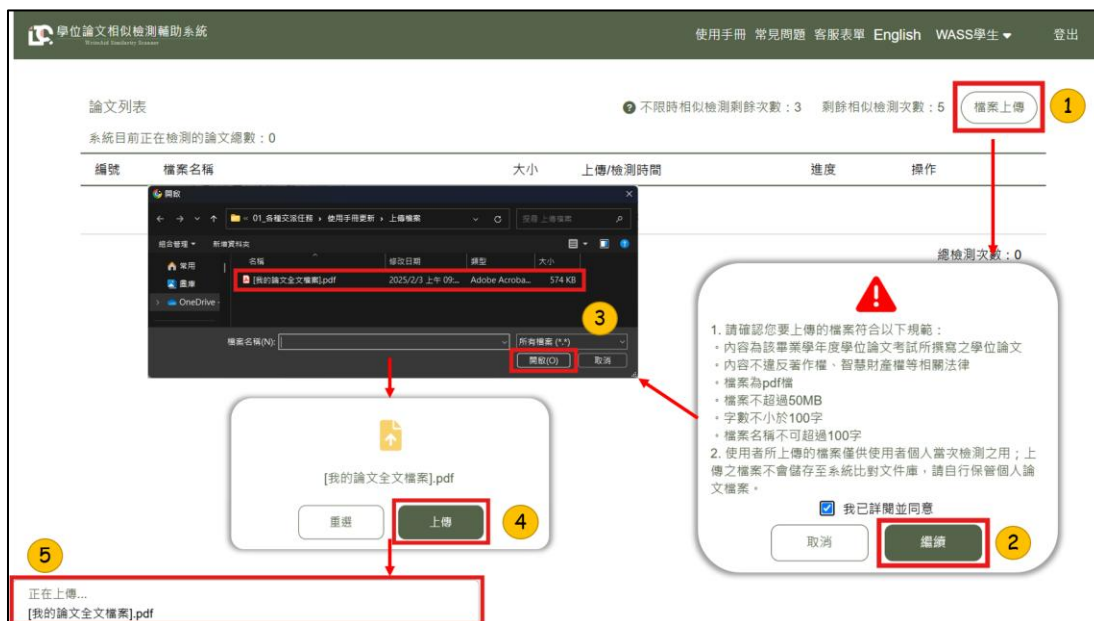 學位論文相似檢測輔助系統
使用手冊 常見問題 客服表單 English WASS學生 登出
論文列表
不限時相似檢測剩餘次數：3 剩餘相似檢測次數：5 檔案上傳
1
系統目前正在檢測的論文總數：0
編號 檔案名稱 大小 上傳/檢測時間 進度 操作
總檢測次數：0
1. 請確認您要上傳的檔案符合以下規範：
◦內容為該畢業學年度學位論文考試所撰寫之學位論文
◦內容不違反著作權、智慧財產權等相關法律
◦檔案為pdf檔
◦檔案不超過50MB
◦字數不小於100字
◦檔案名稱不可超過100字
2. 使用者所上傳的檔案僅供使用者個人當次檢測之用；上
傳之檔案不會儲存至系統比對文件庫，請自行保管個人論
文檔案。
我已詳閱並同意
取消 繼續
2
開啟
01_各種交派任務 › 使用手冊更新 › 上傳檔案 搜尋 上傳檔案
組合管理 新增資料夾
名稱 修改日期 類型 大小
常用
圖庫
OneDrive
[我的論文全文檔案].pdf 2025/2/3 上午 09:... Adobe Acroba... 574 KB
3
檔案名稱(N): 所有檔案 (*.*)
開啟(O) 取消
[我的論文全文檔案].pdf
重選 上傳
4
5
正在上傳...
[我的論文全文檔案].pdf